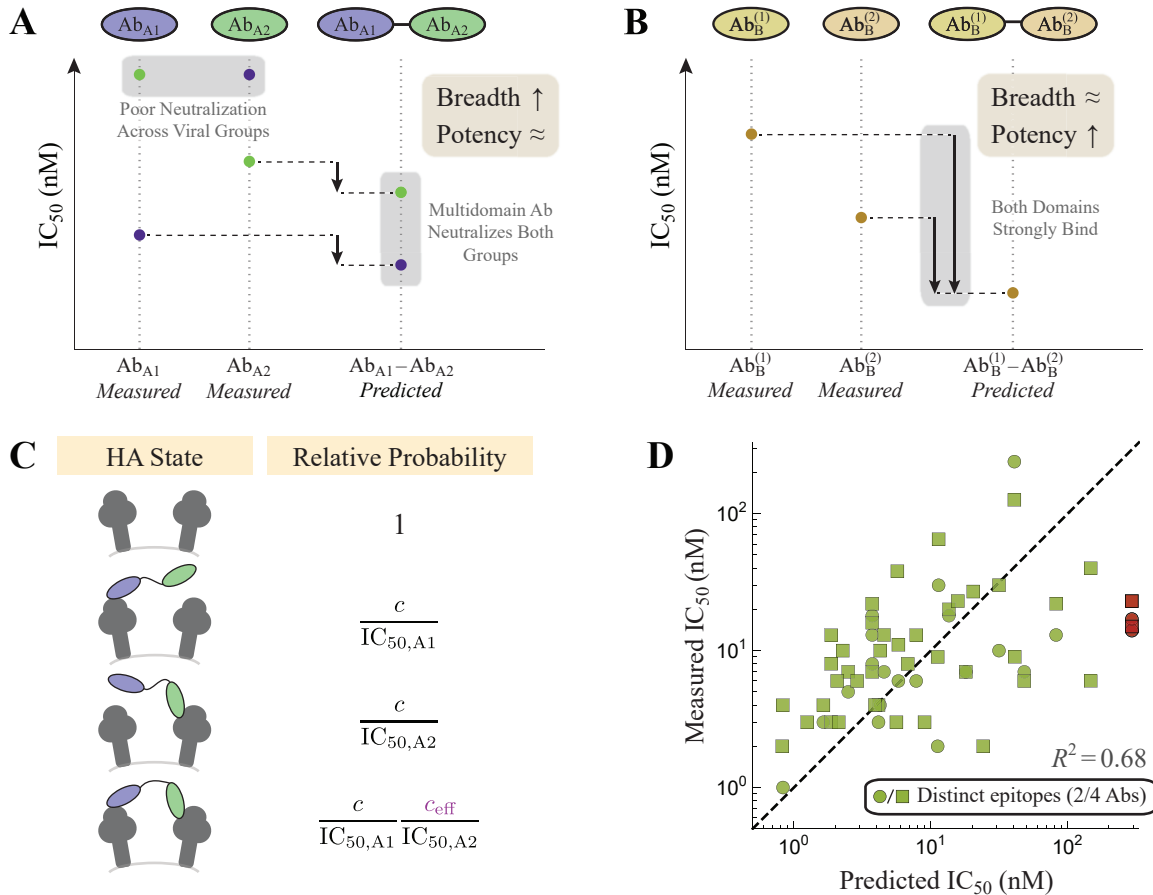 A
Ab_A1
Ab_A2
Ab_A1
Ab_A2
IC50 (nM)
Poor Neutralization
Across Viral Groups
Breadth ↑
Potency ≈
Multidomain Ab
Neutralizes Both
Groups
Ab_A1
Measured
Ab_A2
Measured
Ab_A1–Ab_A2
Predicted
B
Ab_B^(1)
Ab_B^(2)
Ab_B^(1)
Ab_B^(2)
IC50 (nM)
Breadth ≈
Potency ↑
Both Domains
Strongly Bind
Ab_B^(1)
Measured
Ab_B^(2)
Measured
Ab_B^(1)–Ab_B^(2)
Predicted
C
HA State
Relative Probability
1
c
IC50,A1
c
IC50,A2
c c_eff
IC50,A1 IC50,A2
D
Measured IC50 (nM)
10^2
10^1
10^0
R^2 = 0.68
/ Distinct epitopes (2/4 Abs)
10^0 10^1 10^2
Predicted IC50 (nM)